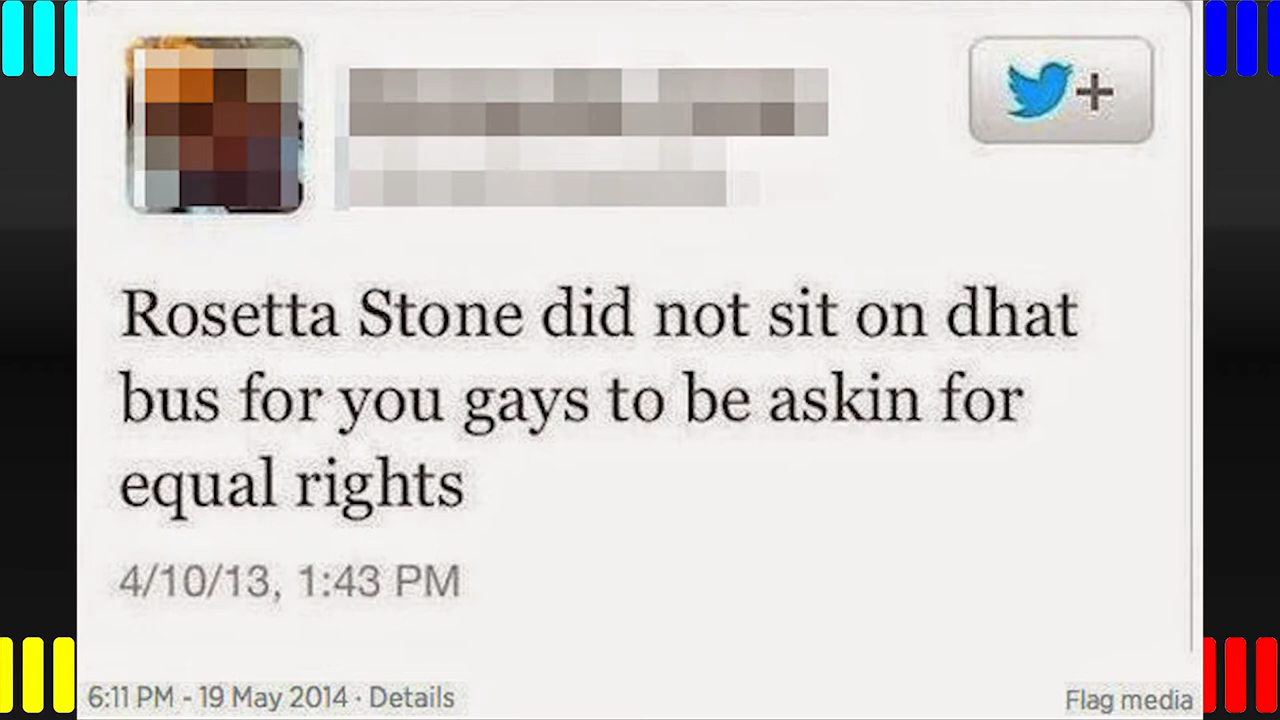 Rosetta Stone did not sit on dhat
bus for you gays to be askin for
equal rights
4/10/13, 1:43 PM
6:11 PM - 19 May 2014 · Details
Flag media